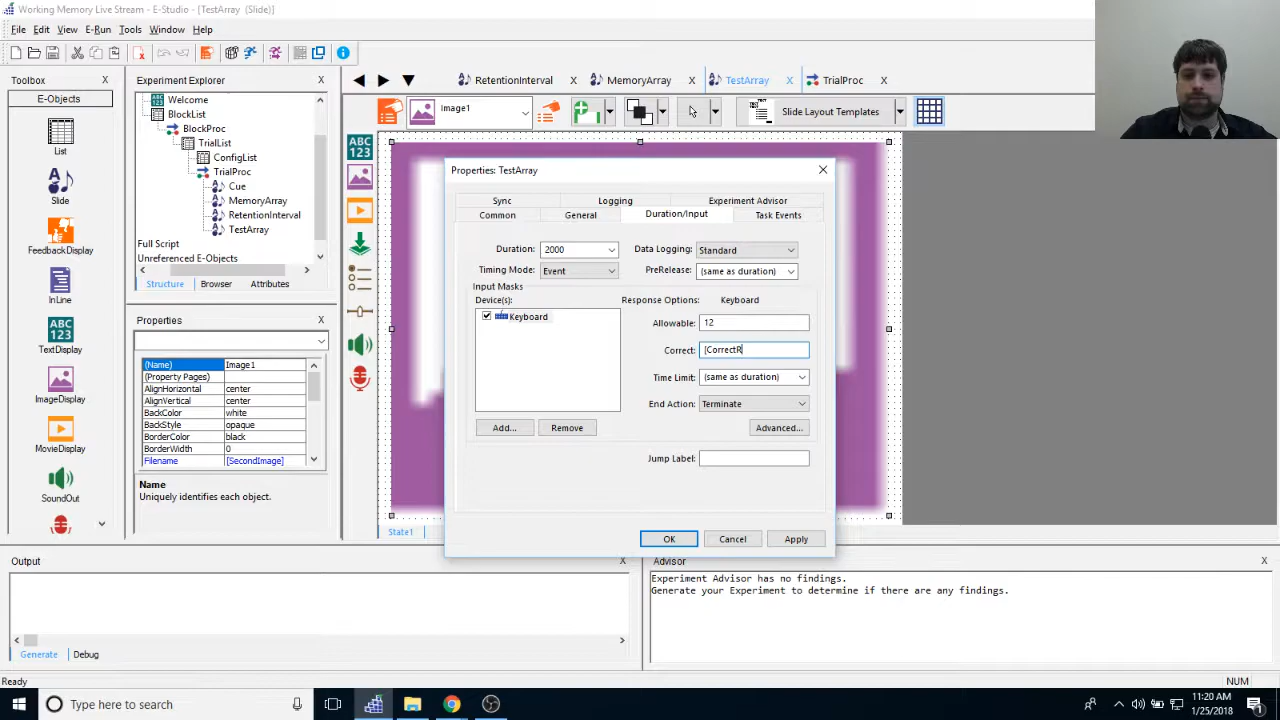 Working Memory Live Stream - E-Studio - [TestArray (Slide)]
File Edit View E-Run Tools Window Help
Toolbox X
E-Objects
List
Slide
FeedbackDisplay
InLine
TextDisplay
ImageDisplay
MovieDisplay
SoundOut
Experiment Explorer X
Welcome
BlockList
BlockProc
TrialList
ConfigList
TrialProc
Cue
MemoryArray
RetentionInterval
TestArray
Full Script
Unreferenced E-Objects
Structure Browser Attributes
Properties X
(Name) Image1
(Property Pages)
AlignHorizontal center
AlignVertical center
BackColor white
BackStyle opaque
BorderColor black
BorderWidth 0
Filename [SecondImage]
Name
Uniquely identifies each object.
RetentionInterval X MemoryArray X TestArray X TrialProc X
Image1
Slide Layout Templates
ABC
123
State1
Properties: TestArray
Sync Logging Experiment Advisor
Common General Duration/Input Task Events
Duration: 2000 Data Logging: Standard
Timing Mode: Event PreRelease: (same as duration)
Input Masks
Device(s): Response Options: Keyboard
Keyboard
Allowable: 12
Correct: [CorrectR
Time Limit: (same as duration)
End Action: Terminate
Add... Remove Advanced...
Jump Label:
OK Cancel Apply
Output X
Generate Debug
Advisor X
Experiment Advisor has no findings.
Generate your Experiment to determine if there are any findings.
Ready NUM
Type here to search
11:20 AM
1/25/2018